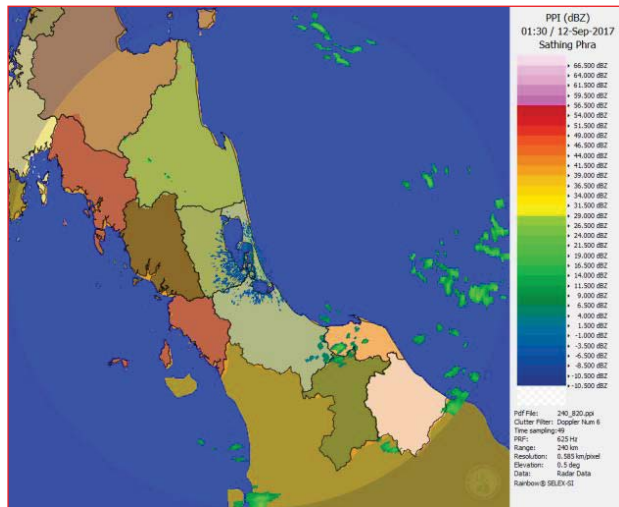 PPI (dBZ)
01:30 / 12-Sep-2017
Sathing Phra
66.500 dBZ
64.000 dBZ
61.500 dBZ
59.500 dBZ
56.500 dBZ
54.000 dBZ
51.500 dBZ
49.000 dBZ
46.500 dBZ
44.000 dBZ
41.500 dBZ
39.000 dBZ
36.500 dBZ
34.000 dBZ
31.500 dBZ
29.000 dBZ
26.500 dBZ
24.000 dBZ
21.500 dBZ
19.000 dBZ
16.500 dBZ
14.000 dBZ
11.500 dBZ
9.000 dBZ
6.500 dBZ
4.000 dBZ
1.500 dBZ
-1.000 dBZ
-3.500 dBZ
-6.000 dBZ
-8.500 dBZ
-10.500 dBZ
-10.500 dBZ
Pdf File: 240_820.ppi
Clutter Filter: Doppler Num 6
Time sampling:49
PRF: 625 Hz
Range: 240 km
Resolution: 0.585 km/pixel
Elevation: 0.5 deg
Data: Radar Data
Rainbow® SELEX-SI